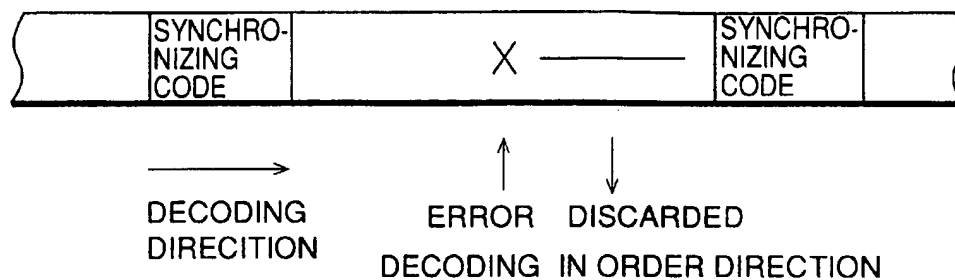 SYNCHRO-
NIZING
CODE
X
SYNCHRO-
NIZING
CODE
DECODING
DIRECITION
ERROR DISCARDED
DECODING IN ORDER DIRECTION